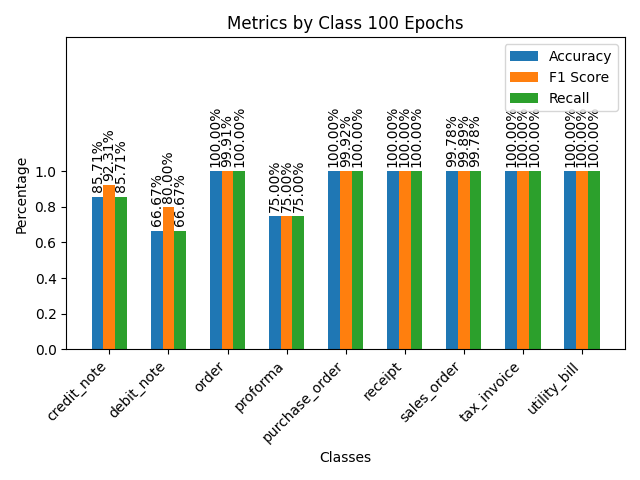 Metrics by Class 100 Epochs
Accuracy
F1 Score
Recall
Percentage
1.0
0.8
0.6
0.4
0.2
0.0
85.71%
92.31%
85.71%
66.67%
80.00%
66.67%
100.00%
99.91%
100.00%
75.00%
75.00%
75.00%
100.00%
99.92%
100.00%
100.00%
100.00%
100.00%
99.78%
99.89%
99.78%
100.00%
100.00%
100.00%
100.00%
100.00%
100.00%
credit_note
debit_note
order
proforma
purchase_order
receipt
sales_order
tax_invoice
utility_bill
Classes